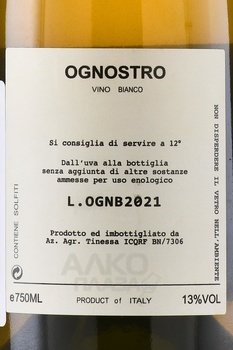 OGNOSTRO
VINO BIANCO
Si consiglia di servire a 12°
Dall'uva alla bottiglia
senza aggiunta di altre sostanze
ammesse per uso enologico
L.OGNB2021
Prodotto ed imbottigliato da
Az. Agr. Tinessa ICQRF BN/7306
CONTIENE SOLFITI
NON DISPERDERE IL VETRO NELL'AMBIENTE
e750ML
PRODUCT of ITALY
13%VOL